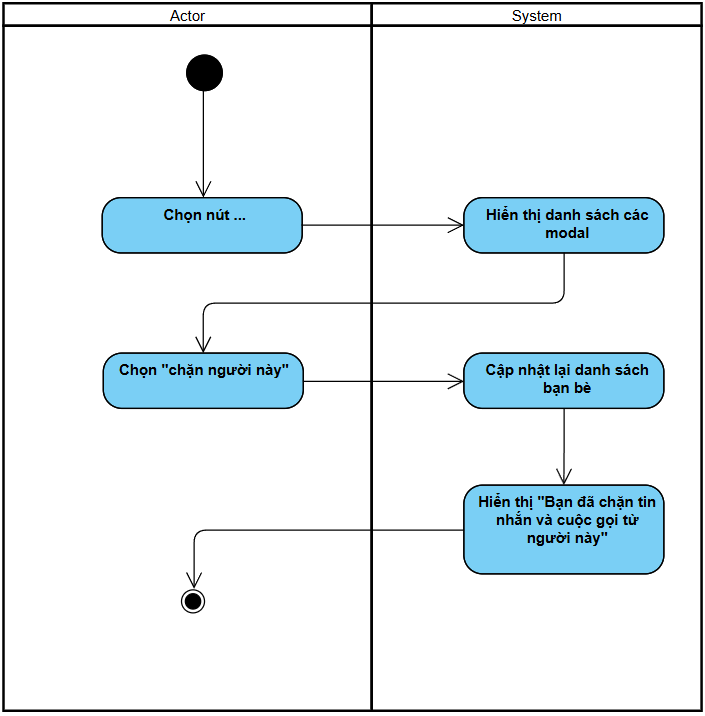 Actor
System
Chọn nút ...
Hiển thị danh sách các
modal
Chọn "chặn người này"
Cập nhật lại danh sách
bạn bè
Hiển thị "Bạn đã chặn tin
nhắn và cuộc gọi từ
người này"